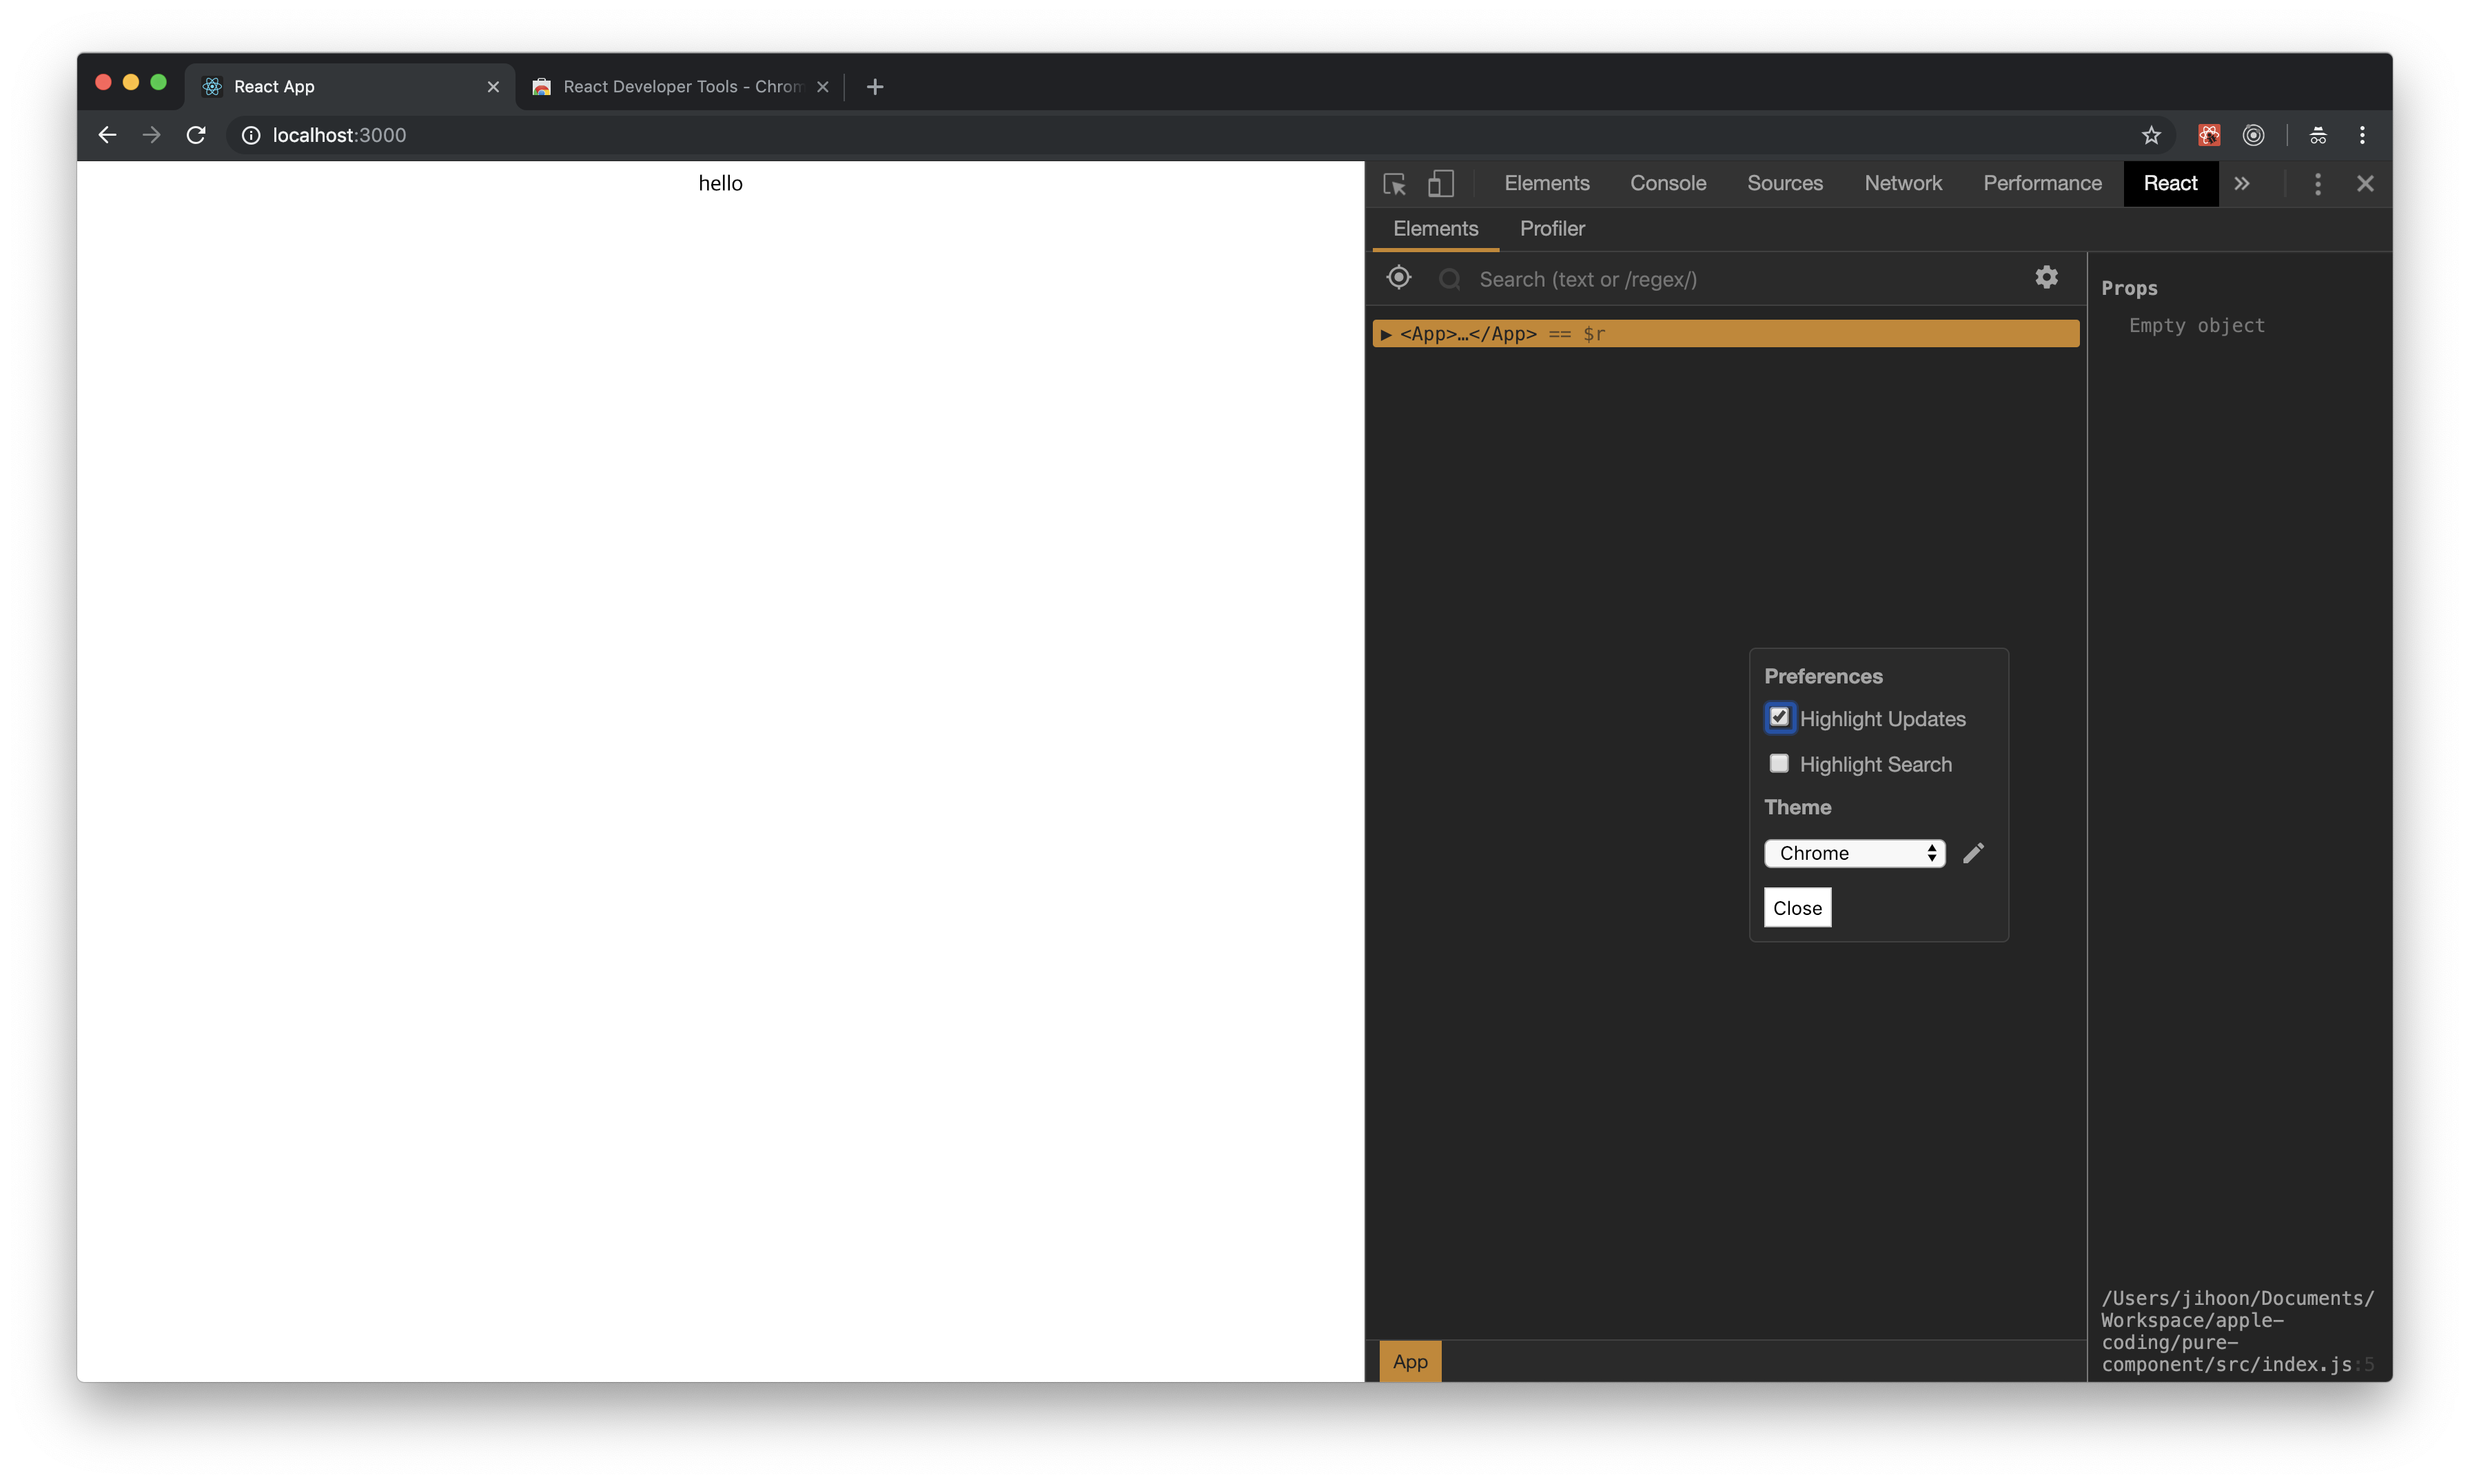 React App
React Developer Tools - Chrom
localhost:3000
hello
Elements Console Sources Network Performance React
Elements Profiler
Search (text or /regex/)
<App>…</App> == $r
Props
Empty object
Preferences
Highlight Updates
Highlight Search
Theme
Chrome
Close
App
/Users/jihoon/Documents/
Workspace/apple-
coding/pure-
component/src/index.js:5